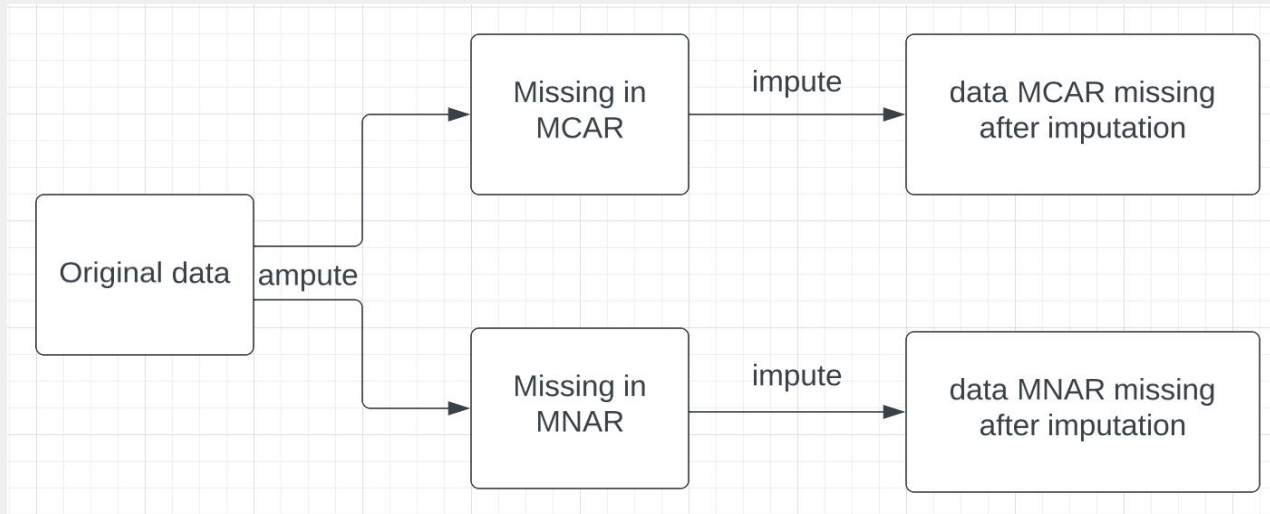 Original data
ampute
Missing in
MCAR
impute
data MCAR missing
after imputation
Missing in
MNAR
impute
data MNAR missing
after imputation